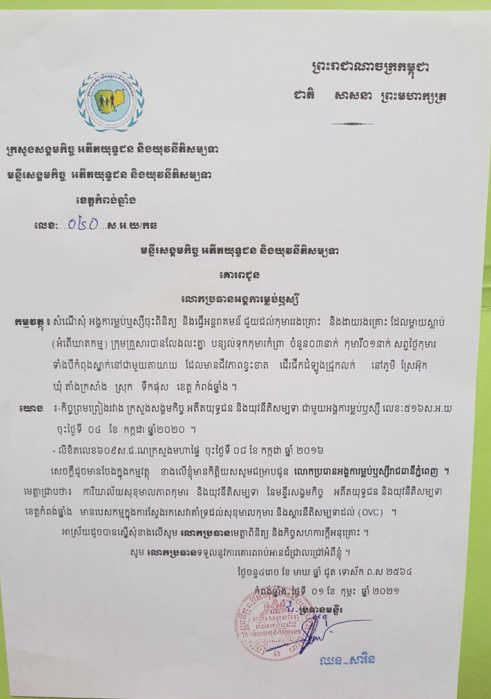 ព្រះរាជាណាចក្រកម្ពុជា
ជាតិ សាសនា ព្រះមហាក្សត្រ
ក្រសួងសង្គមកិច្ច អតីតយុទ្ធជន និងយុវនីតិសម្បទា
មន្ទីរសង្គមកិច្ច អតីតយុទ្ធជន និងយុវនីតិសម្បទា
ខេត្តកំពង់ឆ្នាំង
លេខ: ០៤០ ស.អ.យ/កឆ
មន្ទីរសង្គមកិច្ច អតីតយុទ្ធជន និងយុវនីតិសម្បទា
គោរពជូន
លោកប្រធានអង្គការម្លប់ឬស្សី
កម្មវត្ថុ ៖ សំណើសុំ អង្គការម្លប់ឬស្សីចុះពិនិត្យ និងធ្វើអន្តរាគមន៍ ជួយដល់កុមាររងគ្រោះ និងងាយរងគ្រោះ ដែលម្តាយស្លាប់
(អំពើឃាតកម្ម) ក្រុមគ្រួសារបានលែងលះគ្នា បន្សល់ទុកកុមារកំព្រា ចំនួន០៣នាក់ កុមារី០១នាក់ សព្វថ្ងៃកុមារ
ទាំងបីកំពុងស្នាក់នៅជាមួយតាយាយ ដែលមានជីវភាពខ្វះខាត ដើរជីកដំឡូងជ្រូកលក់ នៅភូមិ ស្រែអុក
ឃុំ តាំងក្រសាំង ស្រុក ទឹកផុស ខេត្ត កំពង់ឆ្នាំង ។
យោង ៖ -កិច្ចព្រមព្រៀងរវាង ក្រសួងសង្គមកិច្ច អតីតយុទ្ធជន និងយុវនីតិសម្បទា ជាមួយអង្គការម្លប់ឬស្សី លេខ:៥១៦ស.អ.យ
ចុះថ្ងៃទី ០៤ ខែ កក្កដា ឆ្នាំ២០២០ ។
- លិខិតលេខ៦០៩ស.ជ.ណក្រសួងមហាផ្ទៃ ចុះថ្ងៃទី ០៨ ខែ កក្កដា ឆ្នាំ ២០១៦
សេចក្តីដូចមានចែងក្នុងកម្មវត្ថុ ខាងលើខ្ញុំមានកិត្តិយសសូមជម្រាបជូន លោកប្រធានអង្គការម្លប់ឬស្សីរាជធានីភ្នំពេញ ។
មេត្តាជ្រាបថា៖ ការិយាល័យសុខុមាលភាពកុមារ និងយុវនីតិសម្បទា នៃមន្ទីរសង្គមកិច្ច អតីតយុទ្ធជន និងយុវនីតិសម្បទា
ខេត្តកំពង់ឆ្នាំង មានបេសកកម្មក្នុងការស្វែងរកសេវាគាំទ្រដល់សុខុមាលកុមារ និងស្តារនីតិសម្បទាដល់ (OVC) ។
អាស្រ័យដូចបានស្នើសុំខាងលើសូម លោកប្រធានមេត្តាពិនិត្យ និងកិច្ចសហការក្តីអនុគ្រោះ ។
សូម លោកប្រធានទទួលនូវការគោរពរាប់អានដ៏ជ្រាលជ្រៅអំពីខ្ញុំ ។
ថ្ងៃចន្ទ៤រោច ខែ មាឃ ឆ្នាំ ជូត ទោស័ក ព.ស ២៥៦៤
កំពង់ឆ្នាំង, ថ្ងៃទី ០១ ខែ កុម្ភៈ ឆ្នាំ ២០២១
ប្រធានមន្ទីរ
ឈន សារិន